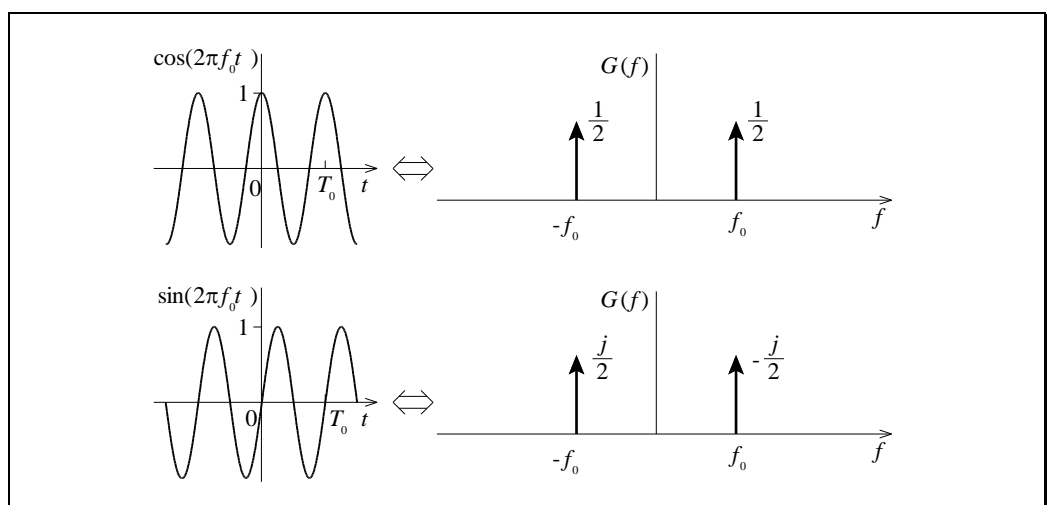 cos(2πf₀t )
1
0
T₀
t
G(f)
1/2
1/2
-f₀
f₀
f
sin(2πf₀t )
1
0
T₀
t
G(f)
j/2
-j/2
-f₀
f₀
f